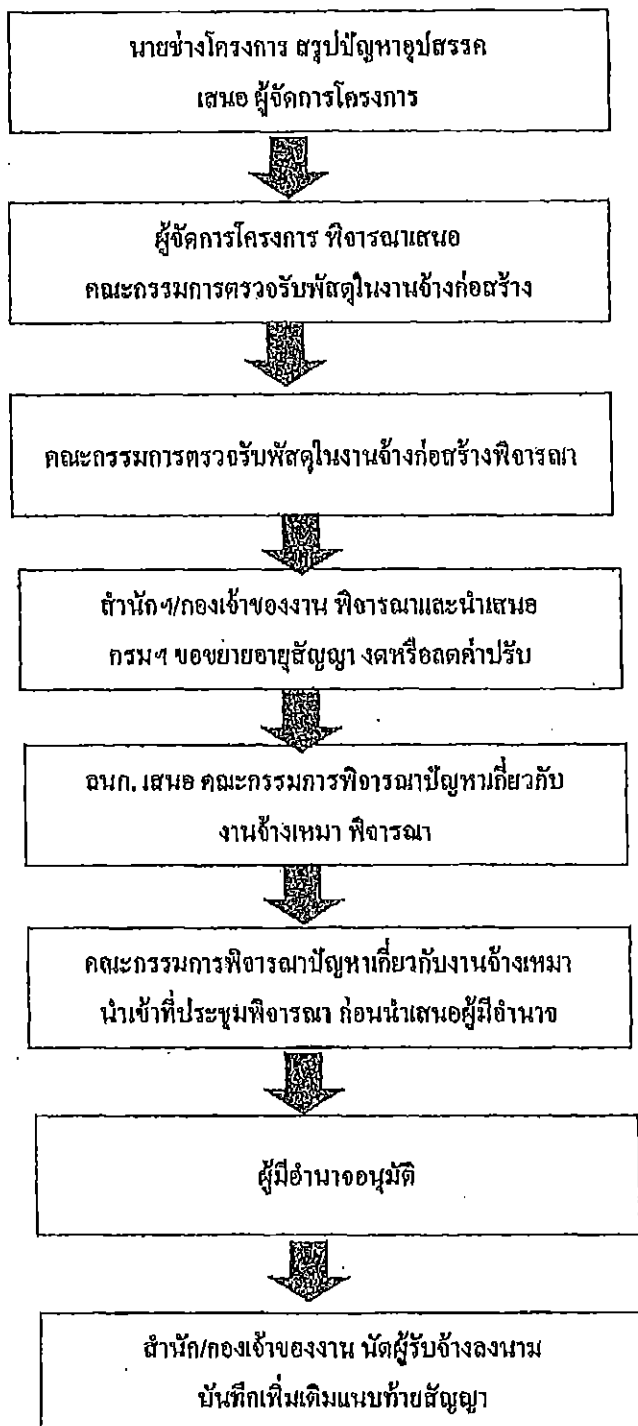 นายช่างโครงการ สรุปปัญหาอุปสรรค
เสนอ ผู้จัดการโครงการ
ผู้จัดการโครงการ พิจารณาเสนอ
คณะกรรมการตรวจรับพัสดุในงานจ้างก่อสร้าง
คณะกรรมการตรวจรับพัสดุในงานจ้างก่อสร้างพิจารณา
สำนักฯ/กองเจ้าของงาน พิจารณาและนำเสนอ
กรมฯ ขอขยายอายุสัญญา งดหรือลดค่าปรับ
ฉนก. เสนอ คณะกรรมการพิจารณาปัญหาเกี่ยวกับ
งานจ้างเหมา พิจารณา
คณะกรรมการพิจารณาปัญหาเกี่ยวกับงานจ้างเหมา
นำเข้าที่ประชุมพิจารณา ก่อนนำเสนอผู้มีอำนาจ
ผู้มีอำนาจอนุมัติ
สำนัก/กองเจ้าของงาน นัดผู้รับจ้างลงนาม
บันทึกเพิ่มเติมแนบท้ายสัญญา